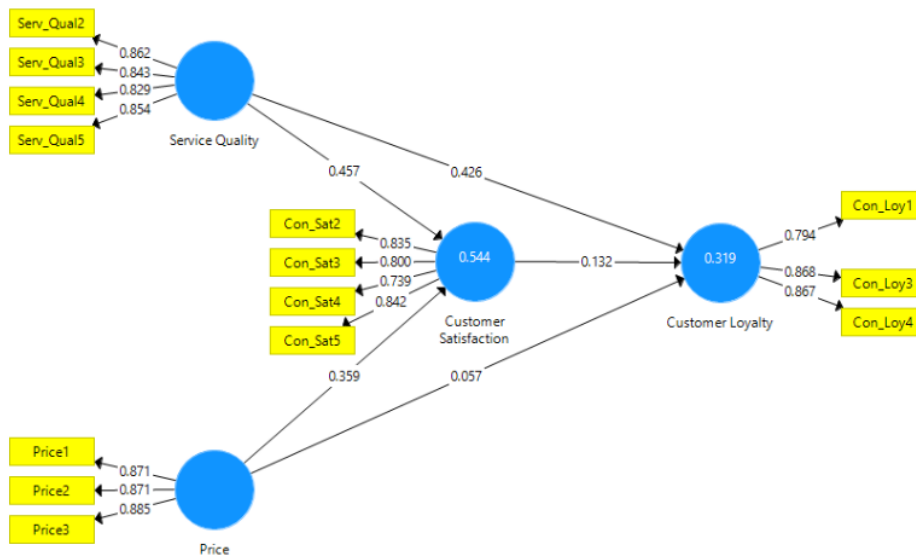 Serv_Qual2
0.862
Serv_Qual3
0.843
Serv_Qual4
0.829
Serv_Qual5
0.854
Service Quality
0.457
0.426
Con_Sat2
0.835
Con_Sat3
0.800
Con_Sat4
0.739
Con_Sat5
0.842
0.544
Customer
Satisfaction
0.132
0.319
Customer Loyalty
Con_Loy1
0.794
Con_Loy3
0.868
Con_Loy4
0.867
0.359
0.057
Price1
0.871
Price2
0.871
Price3
0.885
Price